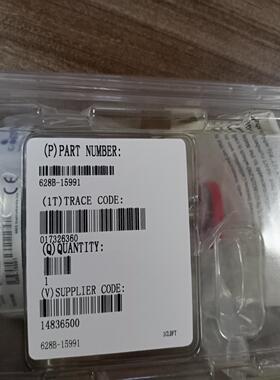 (P)PART NUMBER:
628B-15991
(1T)TRACE CODE:
017326360
(Q)QUANTITY:
1
(V)SUPPLIER CODE:
14836500
628B-15991